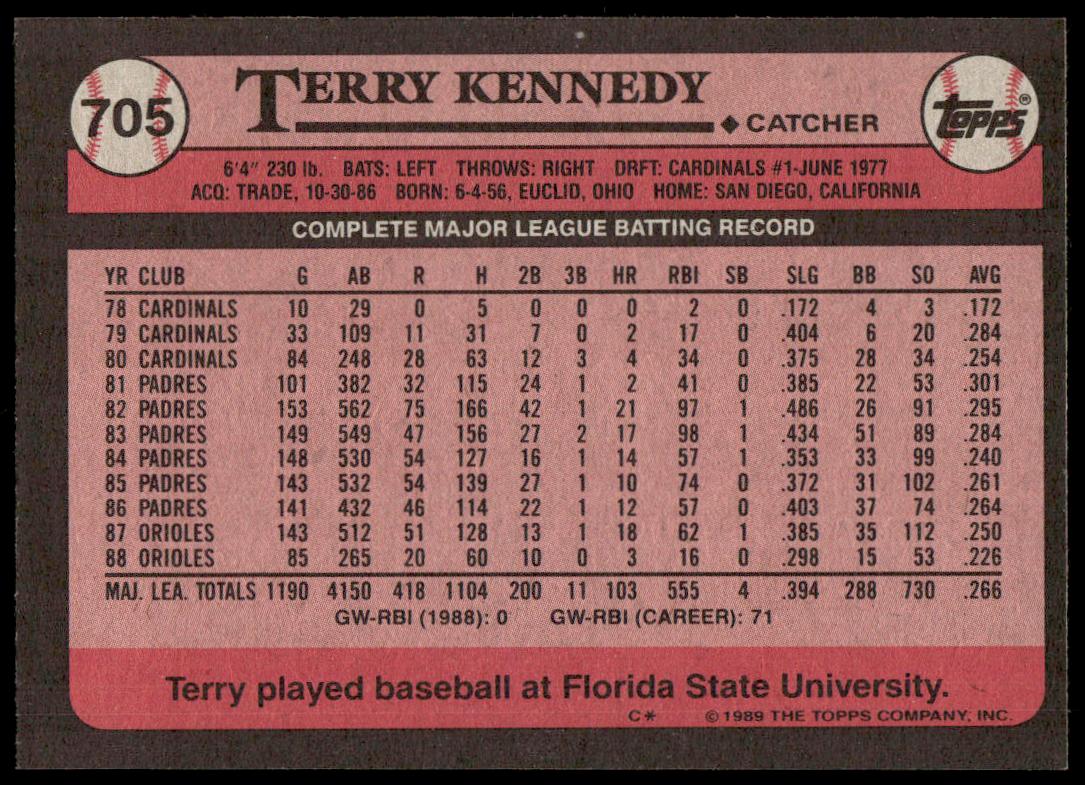 705
TERRY KENNEDY
◆ CATCHER
Topps®
6'4" 230 lb. BATS: LEFT THROWS: RIGHT DRFT: CARDINALS #1-JUNE 1977
ACQ: TRADE, 10-30-86 BORN: 6-4-56, EUCLID, OHIO HOME: SAN DIEGO, CALIFORNIA
COMPLETE MAJOR LEAGUE BATTING RECORD
YR CLUB G AB R H 2B 3B HR RBI SB SLG BB SO AVG
78 CARDINALS 10 29 0 5 0 0 0 2 0 .172 4 3 .172
79 CARDINALS 33 109 11 31 7 0 2 17 0 .404 6 20 .284
80 CARDINALS 84 248 28 63 12 3 4 34 0 .375 28 34 .254
81 PADRES 101 382 32 115 24 1 2 41 0 .385 22 53 .301
82 PADRES 153 562 75 166 42 1 21 97 1 .486 26 91 .295
83 PADRES 149 549 47 156 27 2 17 98 1 .434 51 89 .284
84 PADRES 148 530 54 127 16 1 14 57 1 .353 33 99 .240
85 PADRES 143 532 54 139 27 1 10 74 0 .372 31 102 .261
86 PADRES 141 432 46 114 22 1 12 57 0 .403 37 74 .264
87 ORIOLES 143 512 51 128 13 1 18 62 1 .385 35 112 .250
88 ORIOLES 85 265 20 60 10 0 3 16 0 .298 15 53 .226
MAJ. LEA. TOTALS 1190 4150 418 1104 200 11 103 555 4 .394 288 730 .266
GW-RBI (1988): 0 GW-RBI (CAREER): 71
Terry played baseball at Florida State University.
C* © 1989 THE TOPPS COMPANY, INC.